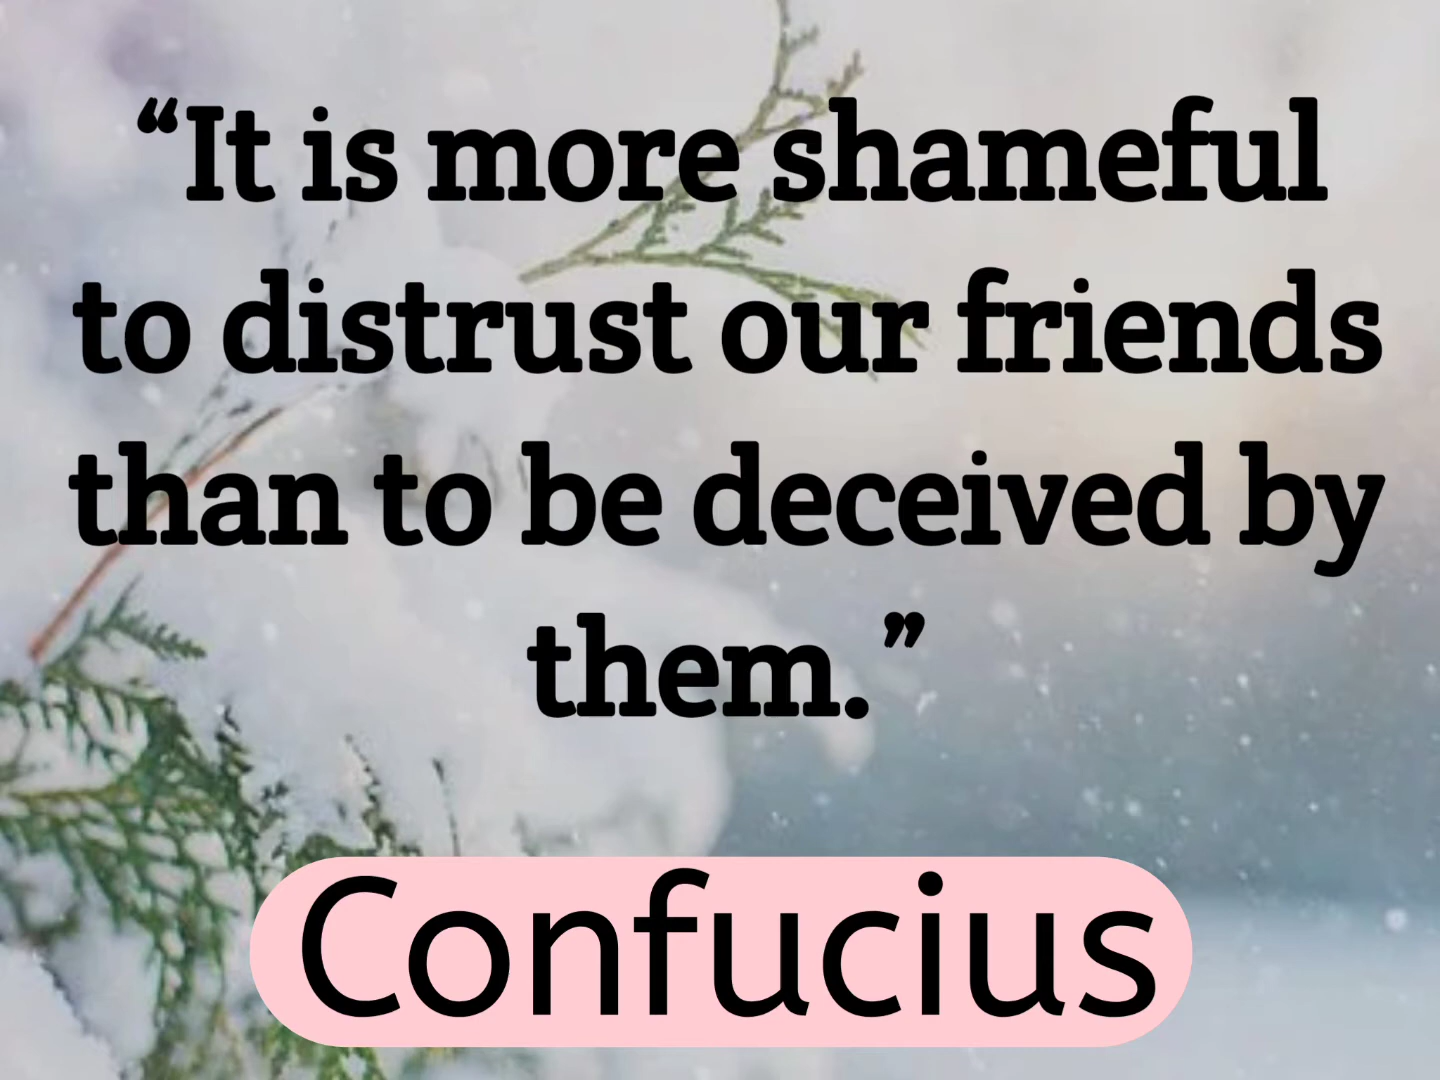 “It is more shameful
to distrust our friends
than to be deceived by
them.”
Confucius